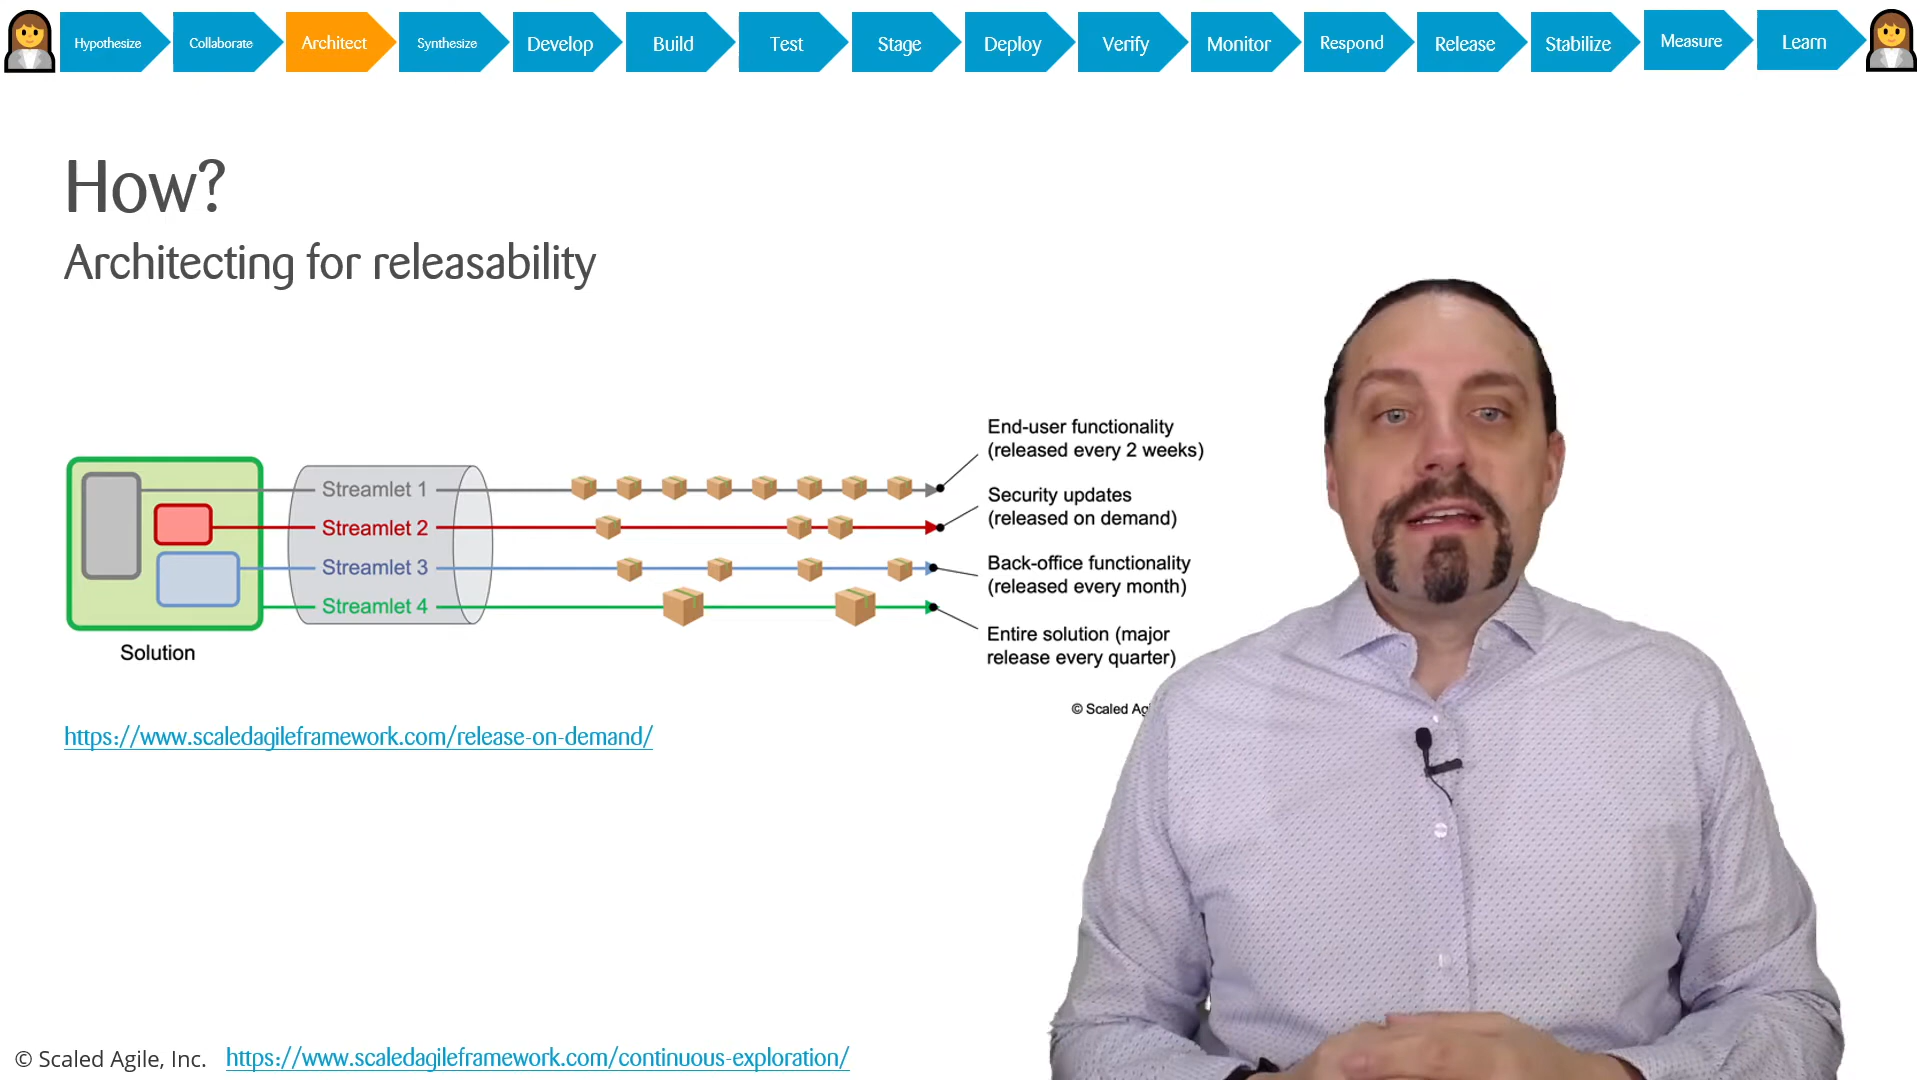 Hypothesize
Collaborate
Architect
Synthesize
Develop
Build
Test
Stage
Deploy
Verify
Monitor
Respond
Release
Stabilize
Measure
Learn
How?
Architecting for releasability
Streamlet 1
Streamlet 2
Streamlet 3
Streamlet 4
Solution
End-user functionality
(released every 2 weeks)
Security updates
(released on demand)
Back-office functionality
(released every month)
Entire solution (major
release every quarter)
© Scaled
https://www.scaledagileframework.com/release-on-demand/
© Scaled Agile, Inc.
https://www.scaledagileframework.com/continuous-exploration/